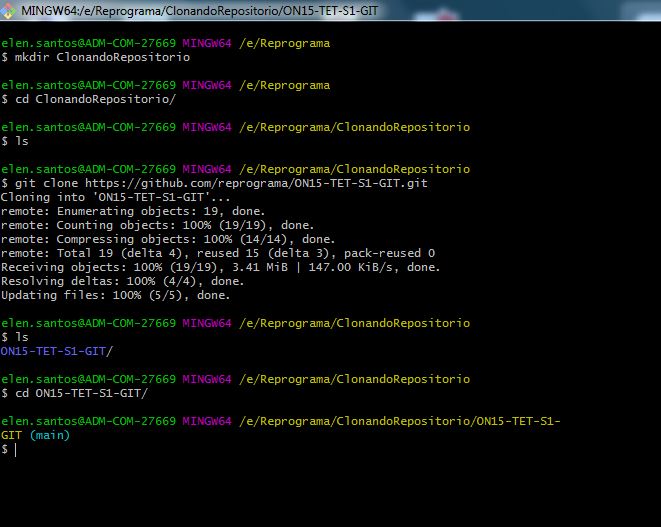 MINGW64:/e/Reprograma/ClonandoRepositorio/ON15-TET-S1-GIT
elen.santos@ADM-COM-27669 MINGW64 /e/Reprograma
$ mkdir ClonandoRepositorio
elen.santos@ADM-COM-27669 MINGW64 /e/Reprograma
$ cd ClonandoRepositorio/
elen.santos@ADM-COM-27669 MINGW64 /e/Reprograma/ClonandoRepositorio
$ ls
elen.santos@ADM-COM-27669 MINGW64 /e/Reprograma/ClonandoRepositorio
$ git clone https://github.com/reprograma/ON15-TET-S1-GIT.git
Cloning into 'ON15-TET-S1-GIT'...
remote: Enumerating objects: 19, done.
remote: Counting objects: 100% (19/19), done.
remote: Compressing objects: 100% (14/14), done.
remote: Total 19 (delta 4), reused 15 (delta 3), pack-reused 0
Receiving objects: 100% (19/19), 3.41 MiB | 147.00 KiB/s, done.
Resolving deltas: 100% (4/4), done.
Updating files: 100% (5/5), done.
elen.santos@ADM-COM-27669 MINGW64 /e/Reprograma/ClonandoRepositorio
$ ls
ON15-TET-S1-GIT/
elen.santos@ADM-COM-27669 MINGW64 /e/Reprograma/ClonandoRepositorio
$ cd ON15-TET-S1-GIT/
elen.santos@ADM-COM-27669 MINGW64 /e/Reprograma/ClonandoRepositorio/ON15-TET-S1-
GIT (main)
$